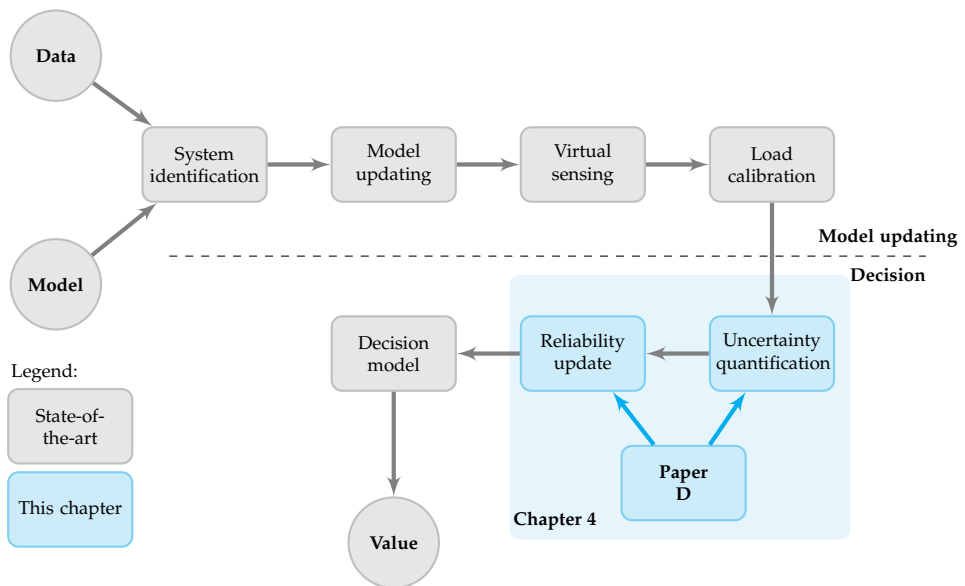 Data
System
identification
Model
updating
Virtual
sensing
Load
calibration
Model
Model updating
Decision
Decision
model
Reliability
update
Uncertainty
quantification
Legend:
State-of-
the-art
This chapter
Paper
D
Chapter 4
Value